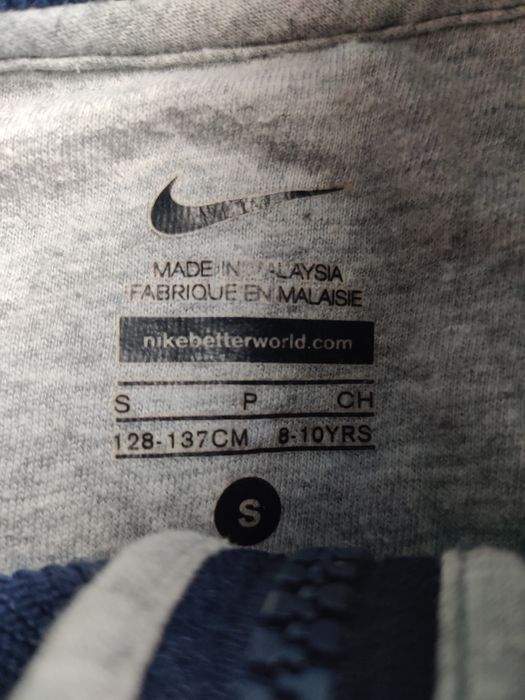 MADE IN MALAYSIA
FABRIQUE EN MALAISIE
nikebetterworld.com
S P CH
128-137CM 8-10YRS
S